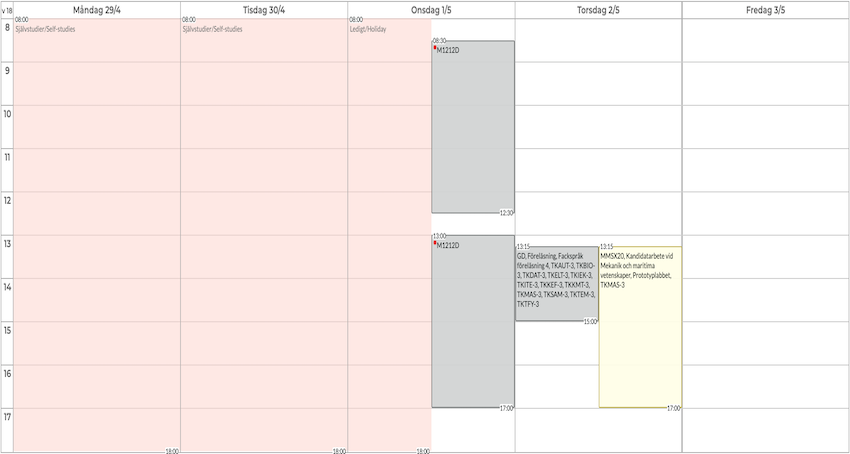 v 18
Måndag 29/4
Tisdag 30/4
Onsdag 1/5
Torsdag 2/5
Fredag 3/5
8
9
10
11
12
13
14
15
16
17
08:00
Självstudier/Self-studies
18:00
08:00
Självstudier/Self-studies
18:00
08:00
Ledigt/Holiday
18:00
08:30
M1212D
12:30
13:00
M1212D
17:00
13:15
GD, Föreläsning, Fackspråk
föreläsning 4, TKAUT-3, TKBIO-
3, TKDAT-3, TKELT-3, TKIEK-3,
TKITE-3, TKKEF-3, TKKMT-3,
TKMAS-3, TKSAM-3, TKTEM-3,
TKTFY-3
15:00
13:15
MMSX20, Kandidatarbete vid
Mekanik och maritima
vetenskaper, Prototyplabbet,
TKMAS-3
17:00